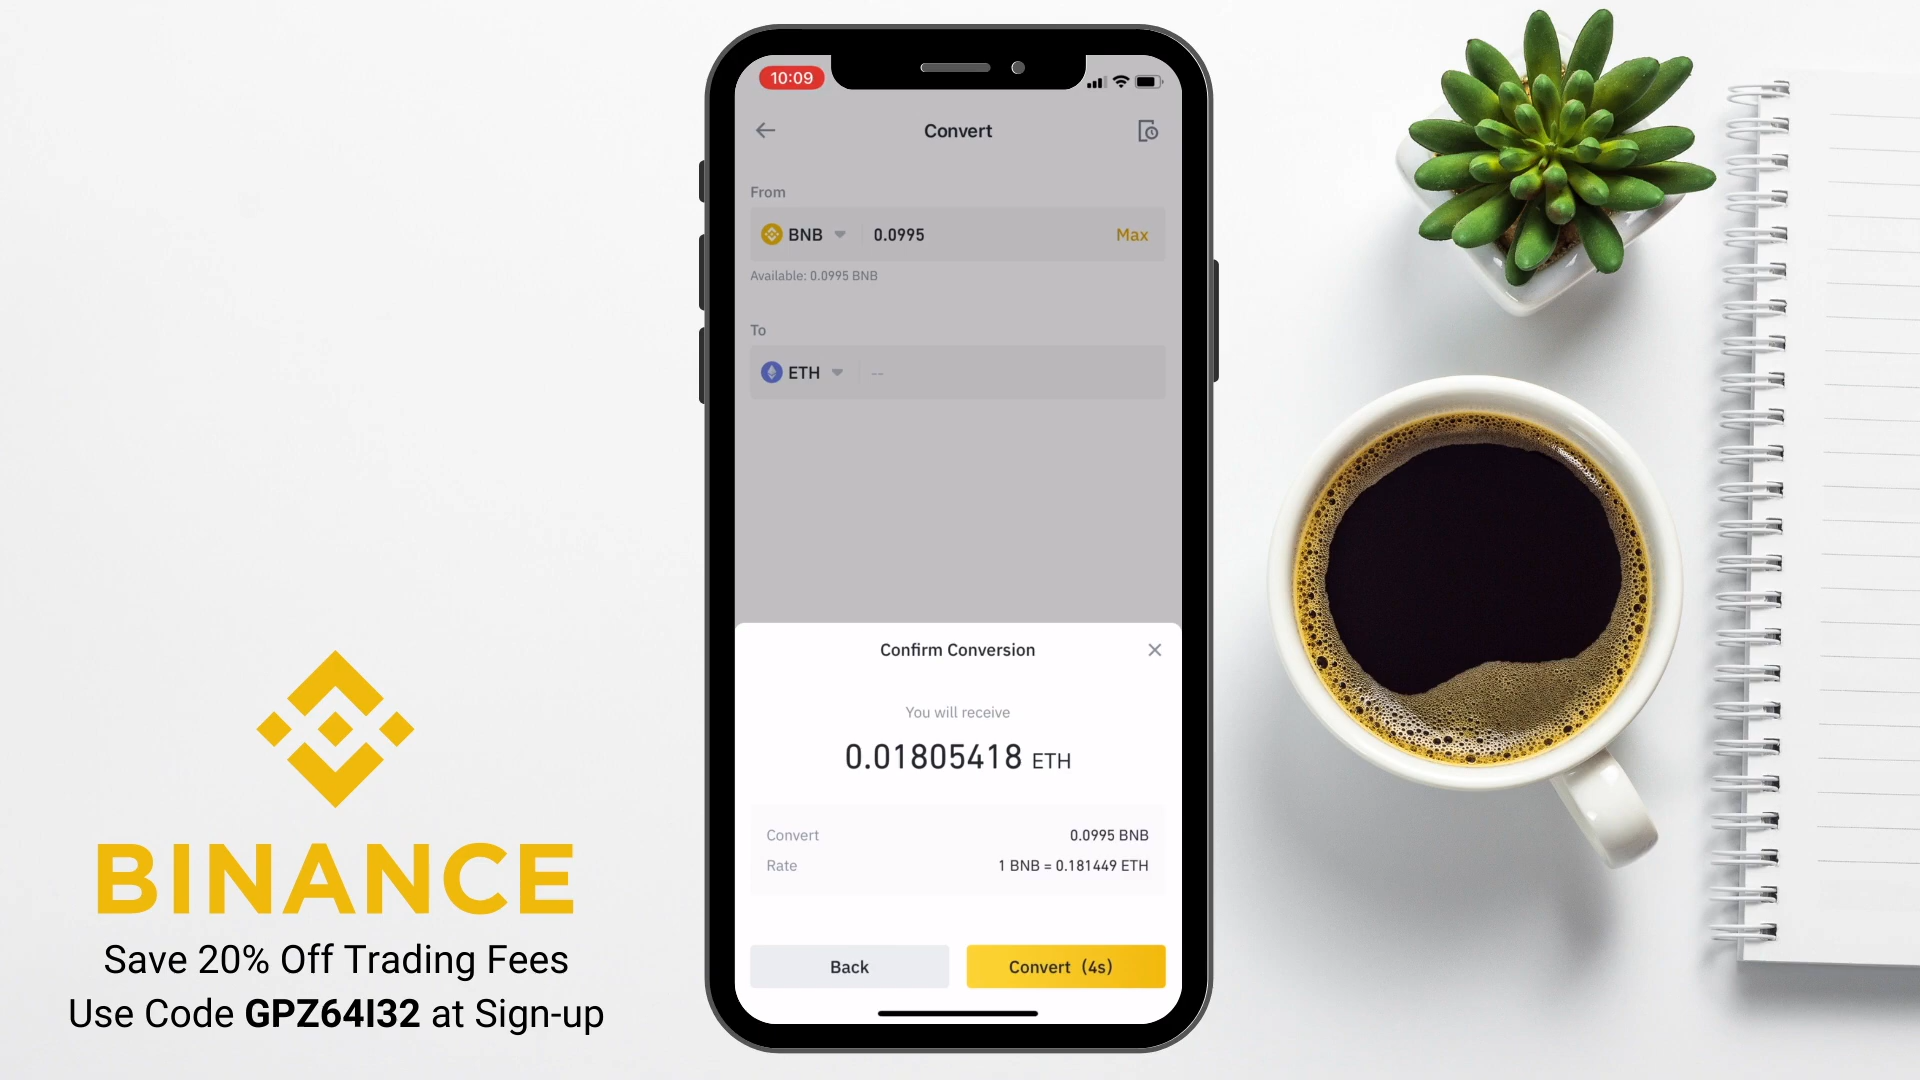 10:09
Convert
From
BNB 0.0995 Max
Available: 0.0995 BNB
To
ETH --
Confirm Conversion
You will receive
0.01805418 ETH
Convert 0.0995 BNB
Rate 1 BNB = 0.181449 ETH
Back Convert (4s)
BINANCE
Save 20% Off Trading Fees
Use Code GPZ64I32 at Sign-up